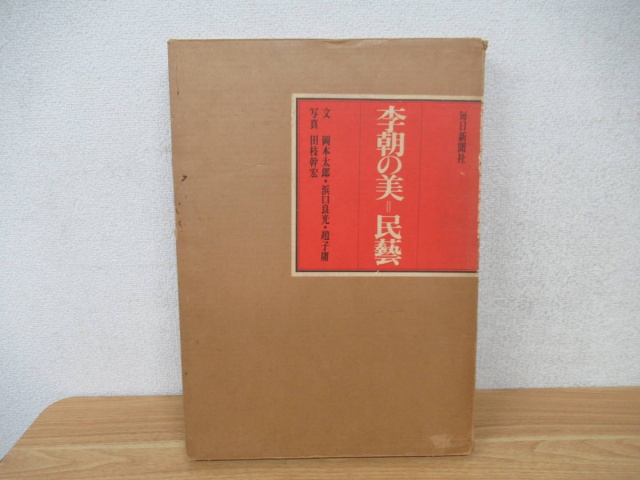 毎日新聞社
李朝の美=民藝
文 岡本太郎・浜口良光・趙子庸
写真 田枝幹宏